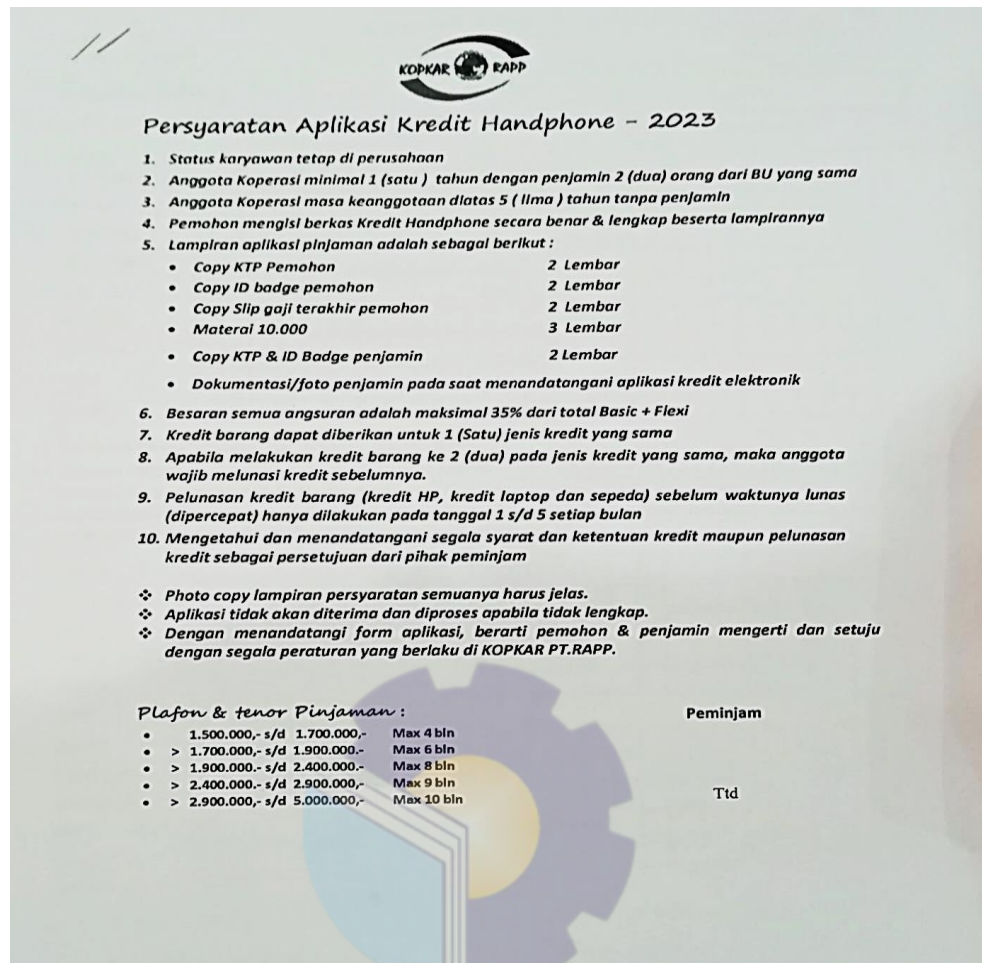 KOPKAR RAPP
Persyaratan Aplikasi Kredit Handphone - 2023
1. Status karyawan tetap di perusahaan
2. Anggota Koperasi minimal 1 (satu ) tahun dengan penjamin 2 (dua) orang dari BU yang sama
3. Anggota Koperasi masa keanggotaan diatas 5 ( lima ) tahun tanpa penjamin
4. Pemohon mengisi berkas Kredit Handphone secara benar & lengkap beserta lampirannya
5. Lampiran aplikasi pinjaman adalah sebagai berikut :
• Copy KTP Pemohon 2 Lembar
• Copy ID badge pemohon 2 Lembar
• Copy Slip gaji terakhir pemohon 2 Lembar
• Materai 10.000 3 Lembar
• Copy KTP & ID Badge penjamin 2 Lembar
• Dokumentasi/foto penjamin pada saat menandatangani aplikasi kredit elektronik
6. Besaran semua angsuran adalah maksimal 35% dari total Basic + Flexi
7. Kredit barang dapat diberikan untuk 1 (Satu) jenis kredit yang sama
8. Apabila melakukan kredit barang ke 2 (dua) pada jenis kredit yang sama, maka anggota
wajib melunasi kredit sebelumnya.
9. Pelunasan kredit barang (kredit HP, kredit laptop dan sepeda) sebelum waktunya lunas
(dipercepat) hanya dilakukan pada tanggal 1 s/d 5 setiap bulan
10. Mengetahui dan menandatangani segala syarat dan ketentuan kredit maupun pelunasan
kredit sebagai persetujuan dari pihak peminjam
❖ Photo copy lampiran persyaratan semuanya harus jelas.
❖ Aplikasi tidak akan diterima dan diproses apabila tidak lengkap.
❖ Dengan menandatangi form aplikasi, berarti pemohon & penjamin mengerti dan setuju
dengan segala peraturan yang berlaku di KOPKAR PT.RAPP.
Plafon & tenor Pinjaman : Peminjam
• 1.500.000,- s/d 1.700.000,- Max 4 bln
• > 1.700.000,- s/d 1.900.000.- Max 6 bln
• > 1.900.000.- s/d 2.400.000.- Max 8 bln
• > 2.400.000,- s/d 2.900.000,- Max 9 bln
• > 2.900.000,- s/d 5.000.000,- Max 10 bln
Ttd